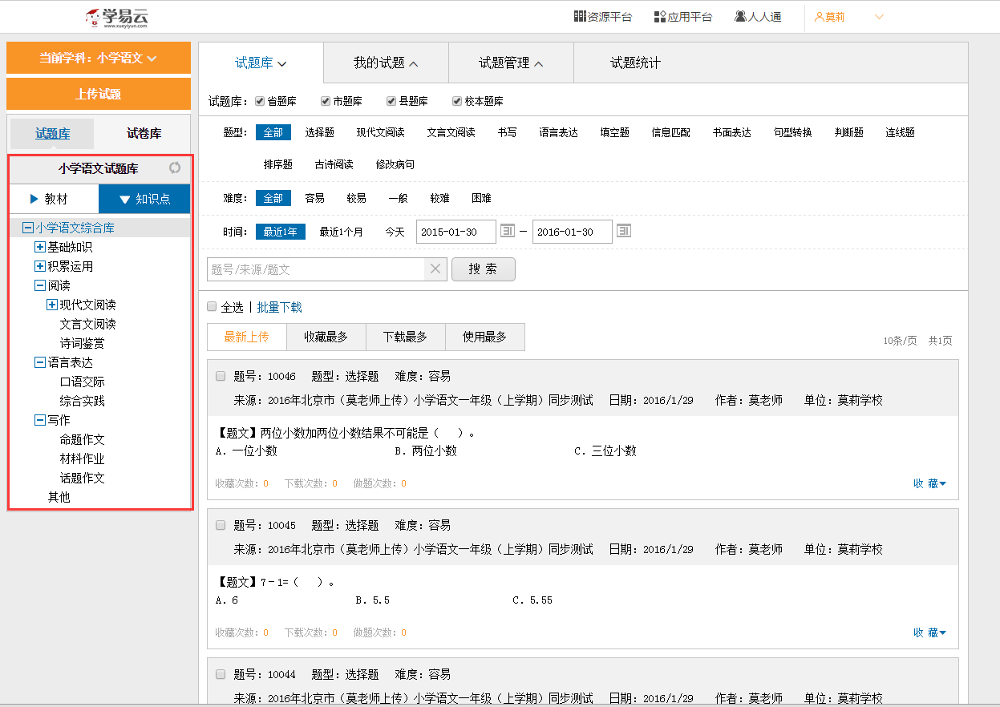 学易云
www.xueyiyun.com
资源平台 应用平台 人人通 莫莉
当前学科：小学语文
上传试题
试题库 试卷库
小学语文试题库
教材 知识点
小学语文综合库
基础知识
积累运用
阅读
现代文阅读
文言文阅读
诗词鉴赏
语言表达
口语交际
综合实践
写作
命题作文
材料作业
话题作文
其他
试题库 我的试题 试题管理 试题统计
试题库： 省题库 市题库 县题库 校本题库
题型： 全部 选择题 现代文阅读 文言文阅读 书写 语言表达 填空题 信息匹配 书面表达 句型转换 判断题 连线题
排序题 古诗阅读 修改病句
难度： 全部 容易 较易 一般 较难 困难
时间： 最近1年 最近1个月 今天 2015-01-30 31 — 2016-01-30 31
题号/来源/题文 搜 索
全选 | 批量下载
最新上传 收藏最多 下载最多 使用最多
10条/页 共1页
题号：10046 题型：选择题 难度：容易
来源：2016年北京市（莫老师上传）小学语文一年级（上学期）同步测试 日期：2016/1/29 作者：莫老师 单位：莫莉学校
【题文】两位小数加两位小数结果不可能是（ ）。
A. 一位小数 B. 两位小数 C. 三位小数
收藏次数：0 下载次数：0 做题次数：0 收 藏
题号：10045 题型：选择题 难度：容易
来源：2016年北京市（莫老师上传）小学语文一年级（上学期）同步测试 日期：2016/1/29 作者：莫老师 单位：莫莉学校
【题文】7－1=（ ）。
A. 6 B. 5.5 C. 5.55
收藏次数：0 下载次数：0 做题次数：0 收 藏
题号：10044 题型：选择题 难度：容易
来源：2016年北京市（莫老师上传）小学语文一年级（上学期）同步测试 日期：2016/1/29 作者：莫老师 单位：莫莉学校